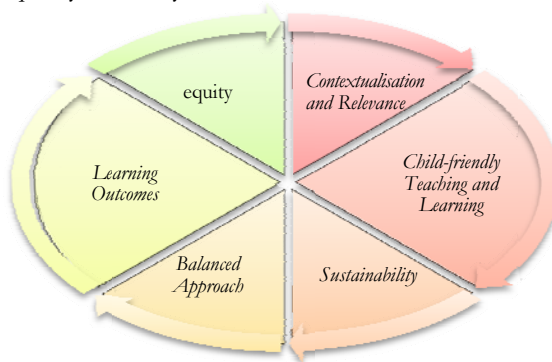 equity
Contextualisation
and Relevance
Child-friendly
Teaching and
Learning
Sustainability
Balanced
Approach
Learning
Outcomes